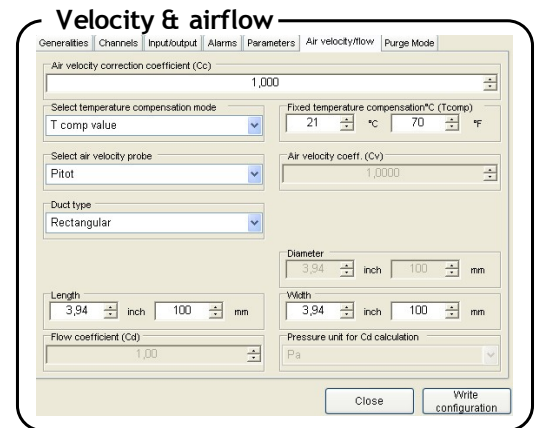 Velocity & airflow
Generalities Channels Input/output Alarms Parameters Air velocity/flow Purge Mode
Air velocity correction coefficient (Cc)
1,000
Select temperature compensation mode Fixed temperature compensation°C (Tcomp)
T comp value 21 °C 70 °F
Select air velocity probe Air velocity coeff. (Cv)
Pitot 1,0000
Duct type
Rectangular
Diameter
3,94 inch 100 mm
Length Width
3,94 inch 100 mm 3,94 inch 100 mm
Flow coefficient (Cd) Pressure unit for Cd calculation
1,00 Pa
Close Write
configuration